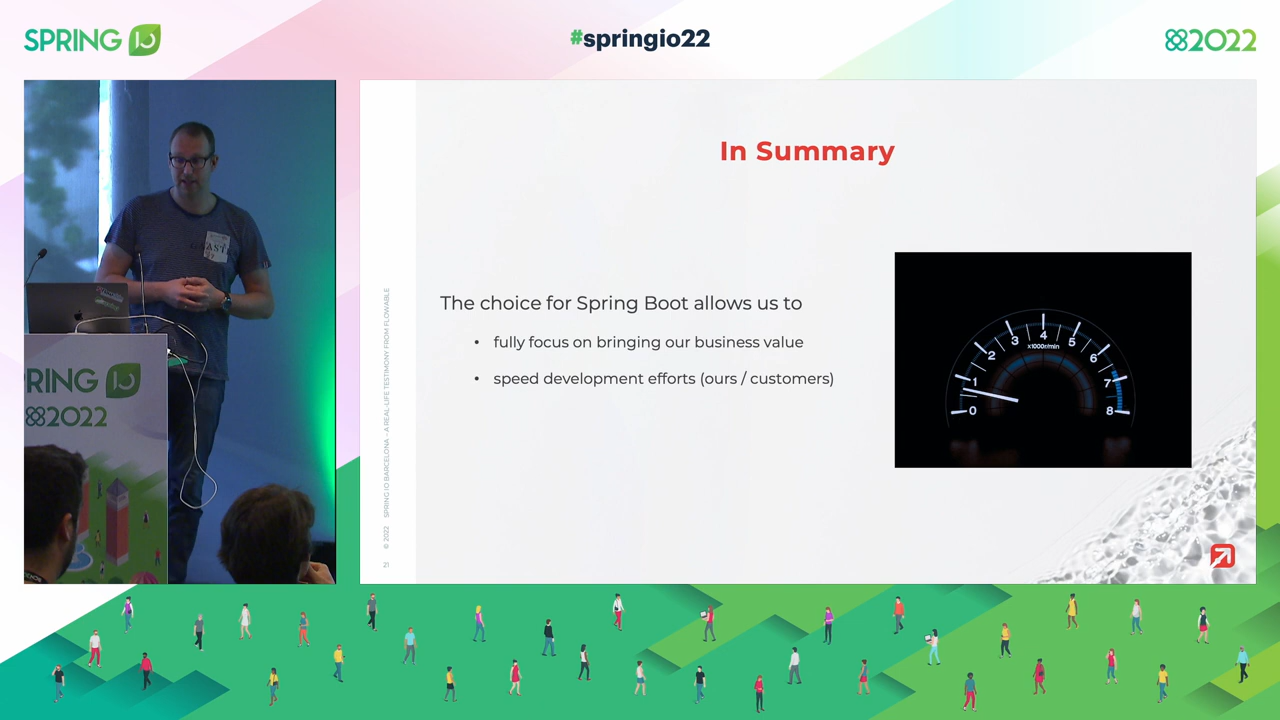 SPRING IO
#springio22
2022
In Summary
The choice for Spring Boot allows us to
• fully focus on bringing our business value
• speed development efforts (ours / customers)
0
1
2
3
4
5
6
7
8
x1000r/min
© 2022 SPRING IO BARCELONA – A REAL-LIFE TESTIMONY FROM FLOWABLE
21
RING IO
2022